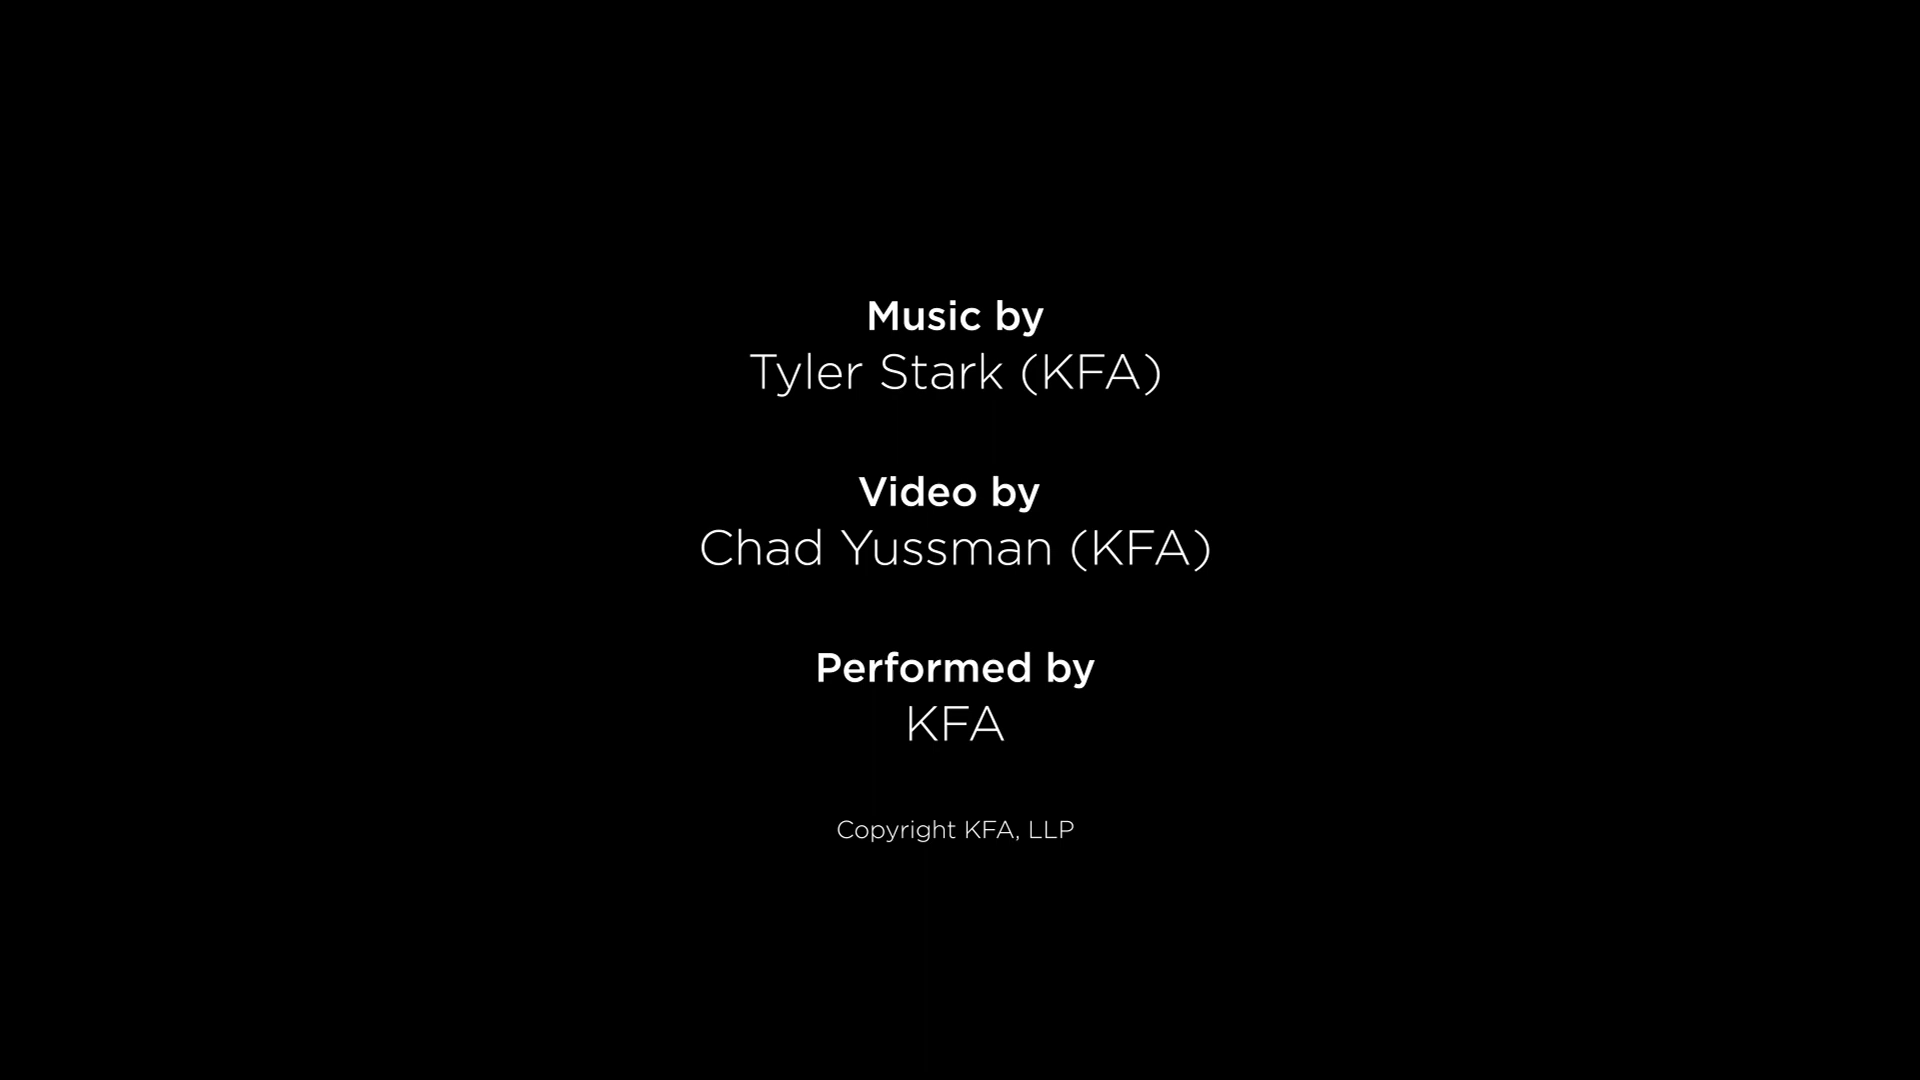 Music by
Tyler Stark (KFA)
Video by
Chad Yussman (KFA)
Performed by
KFA
Copyright KFA, LLP